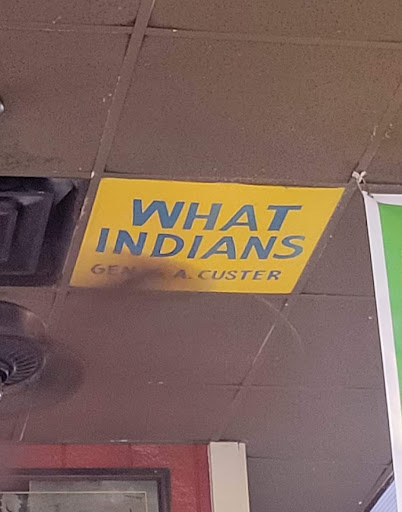 WHAT
INDIANS
GEN. A. CUSTER